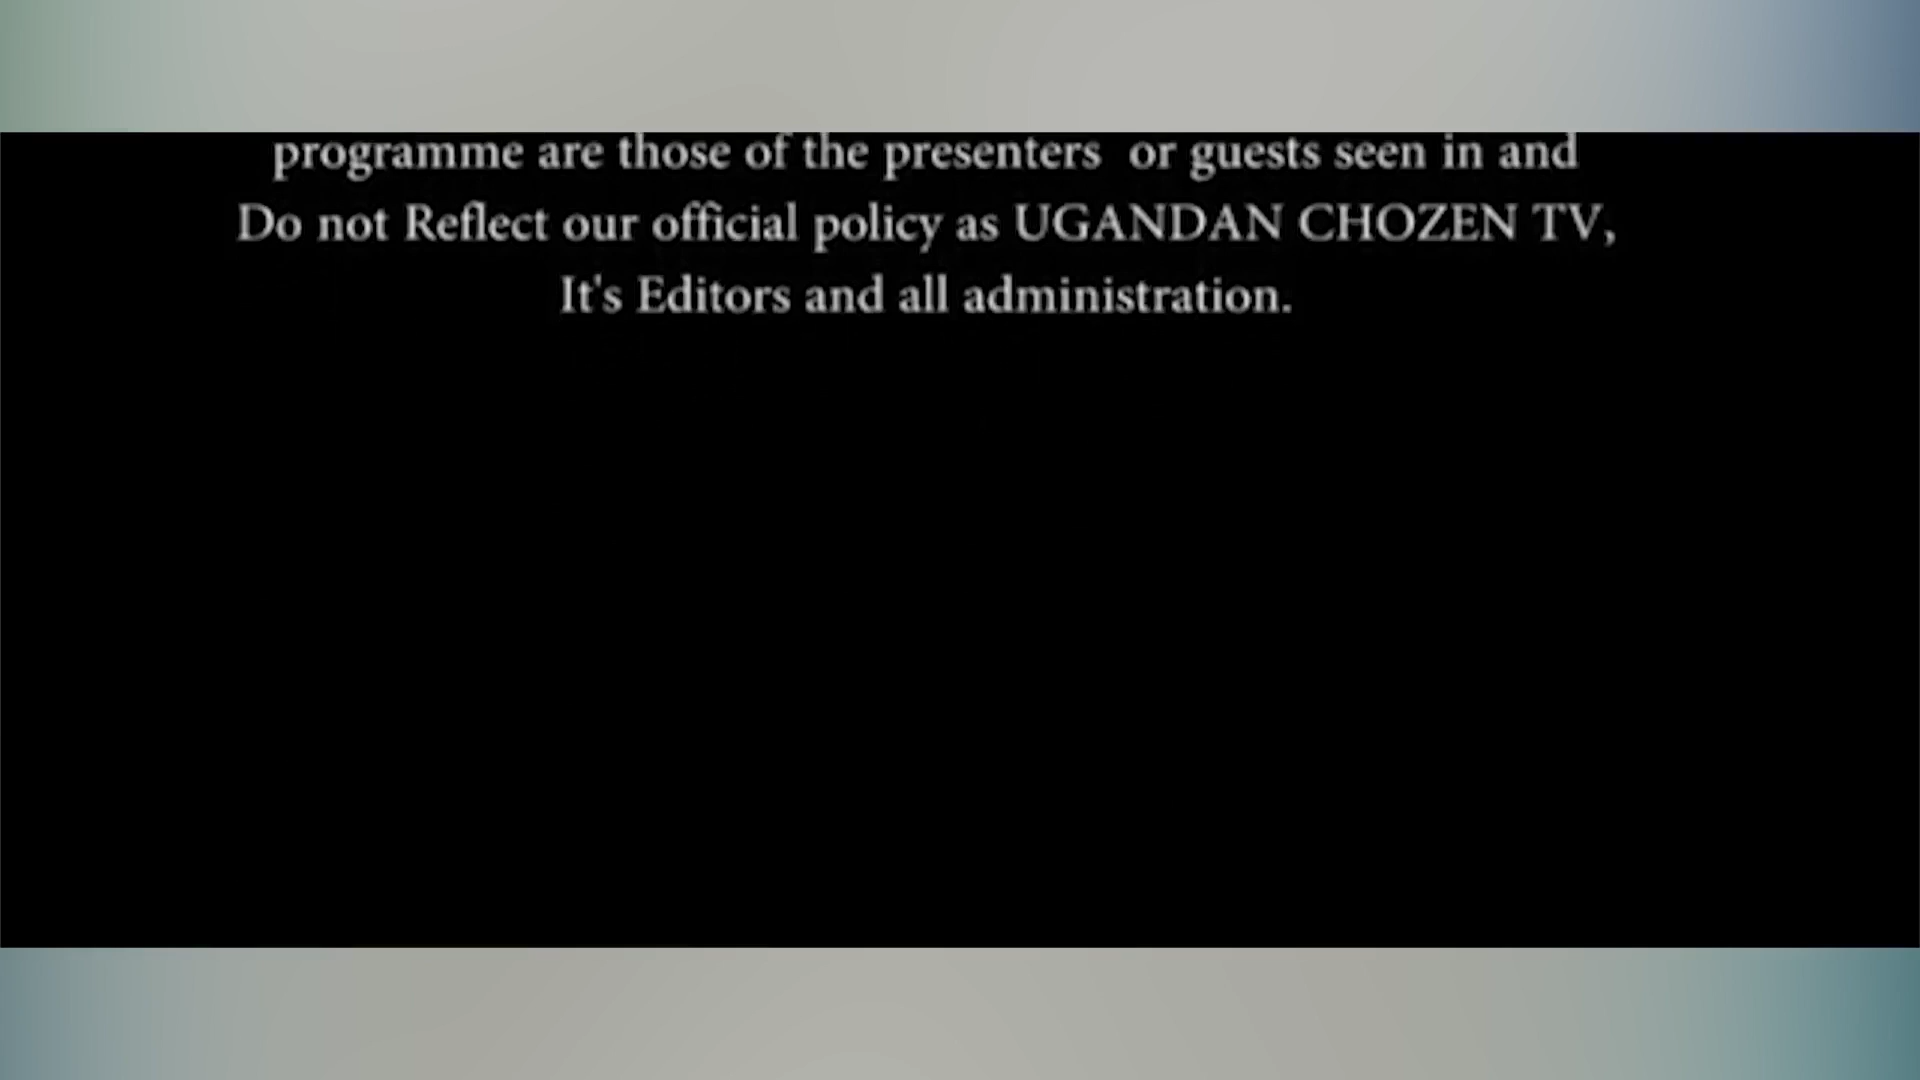 programme are those of the presenters or guests seen in and
Do not Reflect our official policy as UGANDAN CHOZEN TV,
It's Editors and all administration.